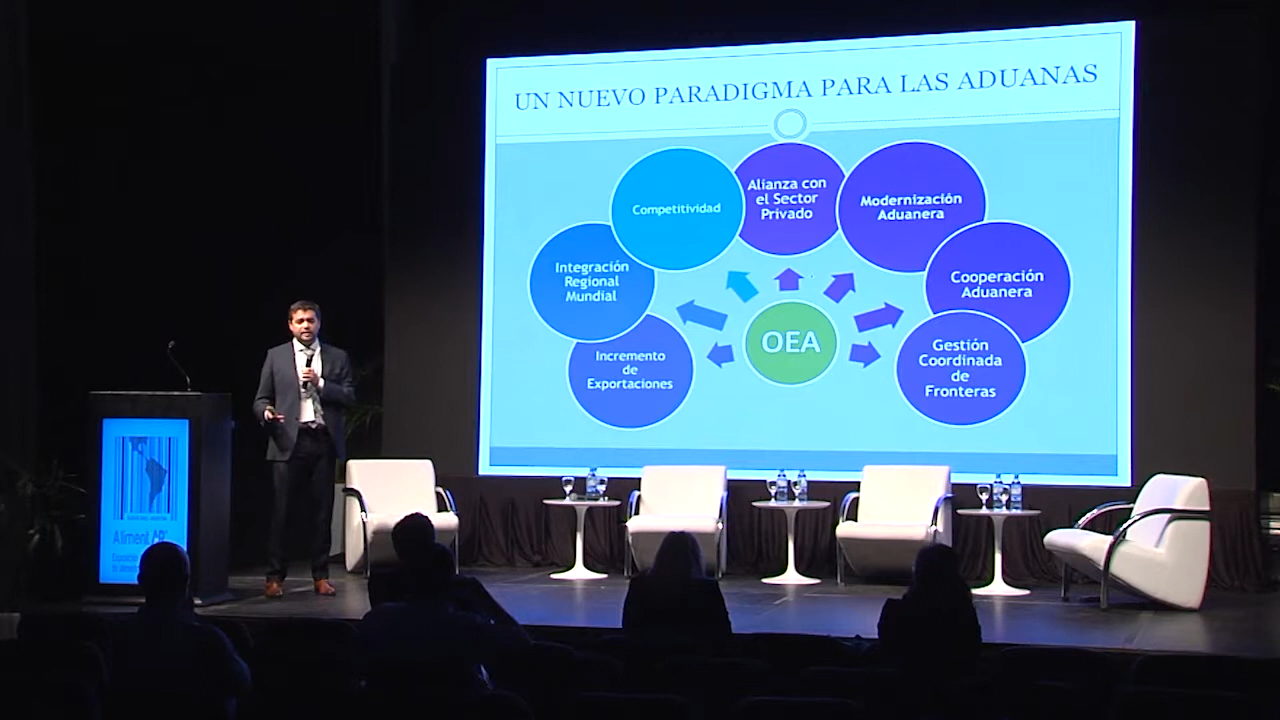 UN NUEVO PARADIGMA PARA LAS ADUANAS
Alianza con
el Sector
Privado
Competitividad
Modernización
Aduanera
Integración
Regional
Mundial
Cooperación
Aduanera
OEA
Incremento
de
Exportaciones
Gestión
Coordinada
de
Fronteras
Aliment